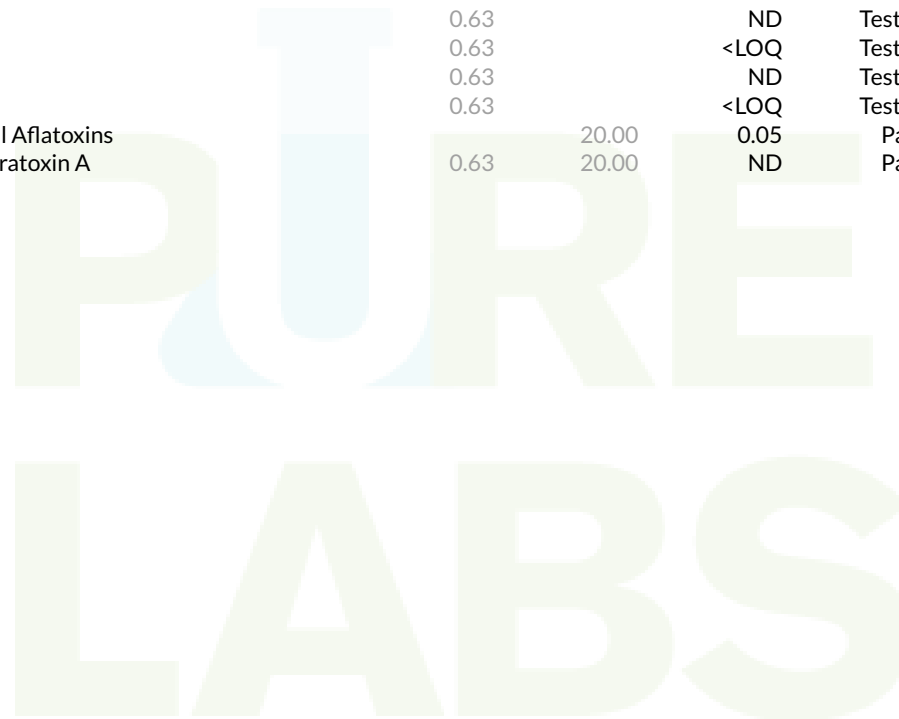 0.63 ND Test
0.63 <LOQ Test
0.63 ND Test
0.63 <LOQ Test
l Aflatoxins 20.00 0.05 Pa
ratoxin A 0.63 20.00 ND Pa
PURE
LABS